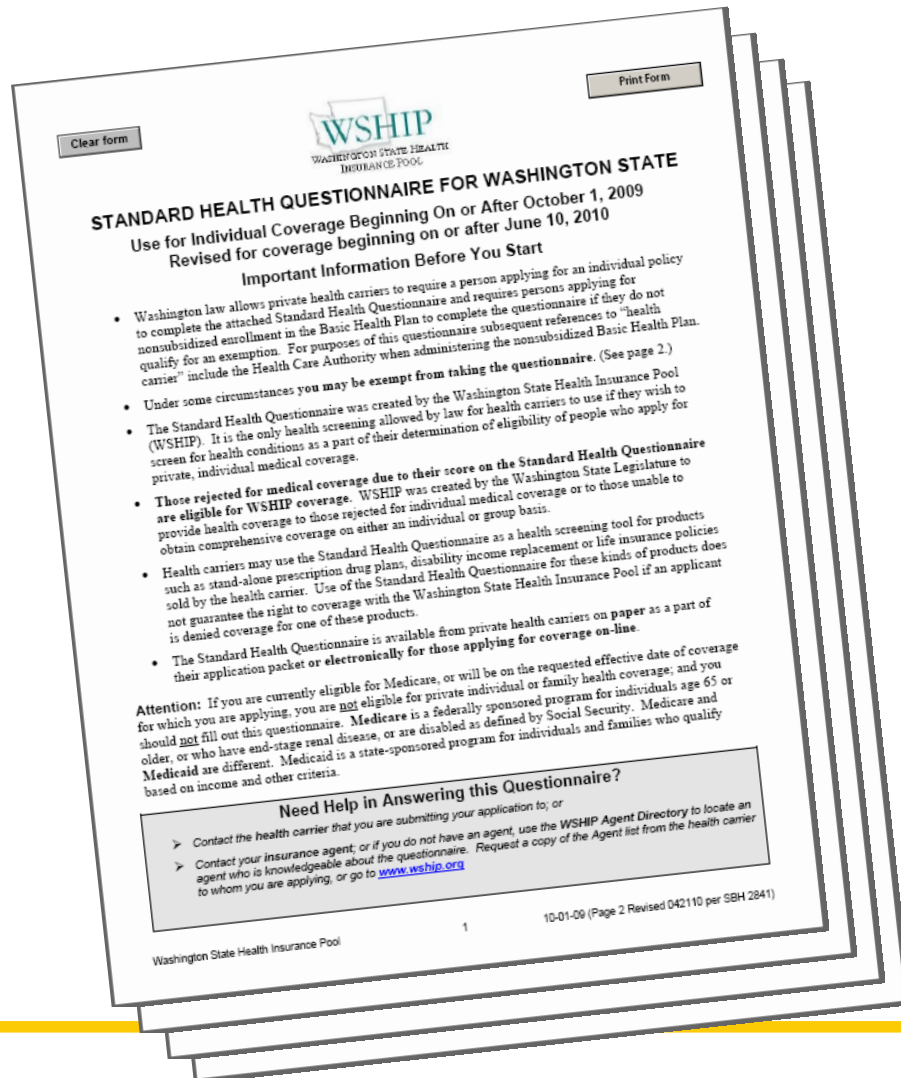 Print Form
Clear form
WSHIP
WASHINGTON STATE HEALTH
INSURANCE POOL
STANDARD HEALTH QUESTIONNAIRE FOR WASHINGTON STATE
Use for Individual Coverage Beginning On or After October 1, 2009
Revised for coverage beginning on or after June 10, 2010
Important Information Before You Start
• Washington law allows private health carriers to require a person applying for an individual policy
to complete the attached Standard Health Questionnaire and requires persons applying for
nonsubsidized enrollment in the Basic Health Plan to complete the questionnaire if they do not
qualify for an exemption. For purposes of this questionnaire subsequent references to “health
carrier” include the Health Care Authority when administering the nonsubsidized Basic Health Plan.
• Under some circumstances you may be exempt from taking the questionnaire. (See page 2.)
• The Standard Health Questionnaire was created by the Washington State Health Insurance Pool
(WSHIP). It is the only health screening allowed by law for health carriers to use if they wish to
screen for health conditions as a part of their determination of eligibility of people who apply for
private, individual medical coverage.
• Those rejected for medical coverage due to their score on the Standard Health Questionnaire
are eligible for WSHIP coverage. WSHIP was created by the Washington State Legislature to
provide health coverage to those rejected for individual medical coverage or to those unable to
obtain comprehensive coverage on either an individual or group basis.
• Health carriers may use the Standard Health Questionnaire as a health screening tool for products
such as stand-alone prescription drug plans, disability income replacement or life insurance policies
sold by the health carrier. Use of the Standard Health Questionnaire for these kinds of products does
not guarantee the right to coverage with the Washington State Health Insurance Pool if an applicant
is denied coverage for one of these products.
• The Standard Health Questionnaire is available from private health carriers on paper as a part of
their application packet or electronically for those applying for coverage on-line.
Attention: If you are currently eligible for Medicare, or will be on the requested effective date of coverage
for which you are applying, you are not eligible for private individual or family health coverage; and you
should not fill out this questionnaire. Medicare is a federally sponsored program for individuals age 65 or
older, or who have end-stage renal disease, or are disabled as defined by Social Security. Medicare and
Medicaid are different. Medicaid is a state-sponsored program for individuals and families who qualify
based on income and other criteria.
Need Help in Answering this Questionnaire?
➢ Contact the health carrier that you are submitting your application to; or
➢ Contact your insurance agent; or if you do not have an agent, use the WSHIP Agent Directory to locate an
agent who is knowledgeable about the questionnaire. Request a copy of the Agent list from the health carrier
to whom you are applying, or go to www.wship.org
Washington State Health Insurance Pool
1
10-01-09 (Page 2 Revised 042110 per SBH 2841)